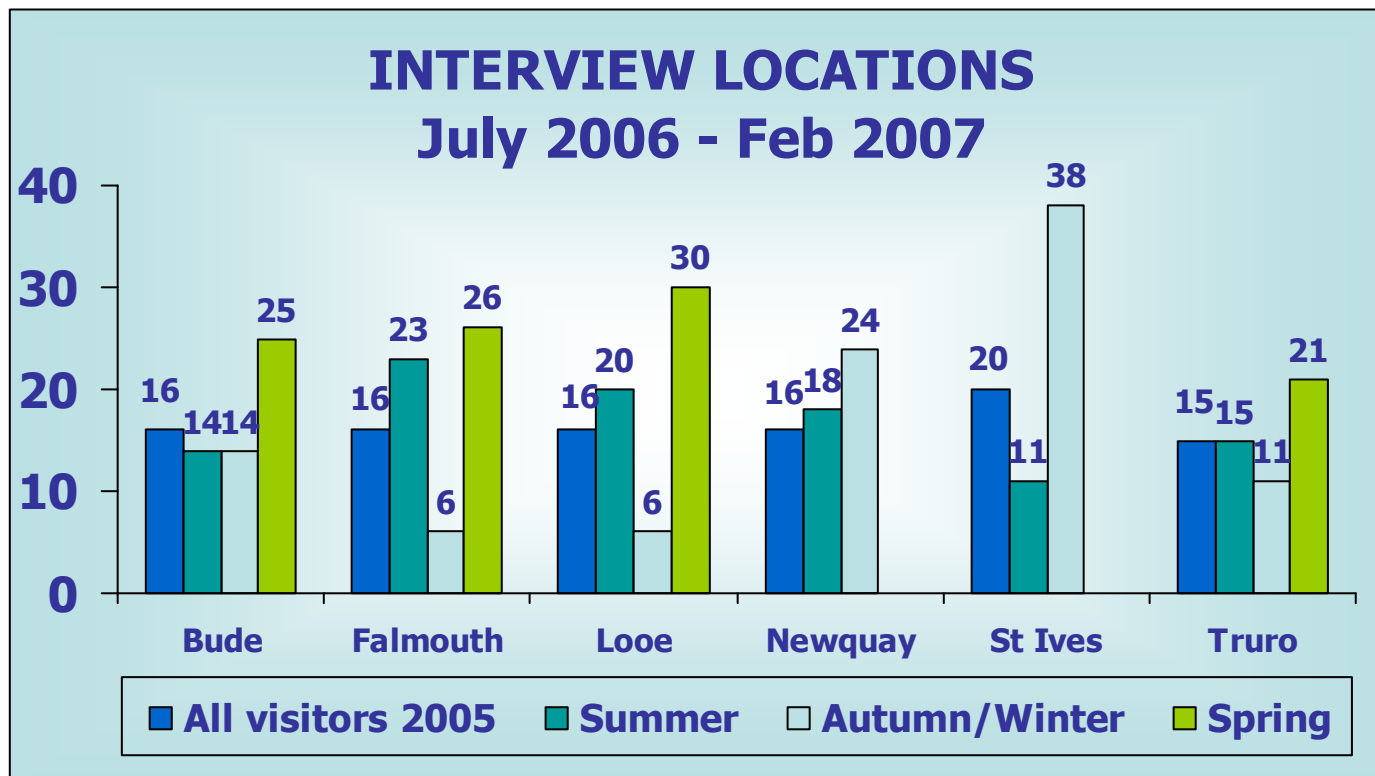 INTERVIEW LOCATIONS
July 2006 - Feb 2007
40
30
20
10
0
16 14 14 25
16 23 6 26
16 20 6 30
16 18 24
20 11 38
15 15 11 21
Bude Falmouth Looe Newquay St Ives Truro
All visitors 2005 Summer Autumn/Winter Spring